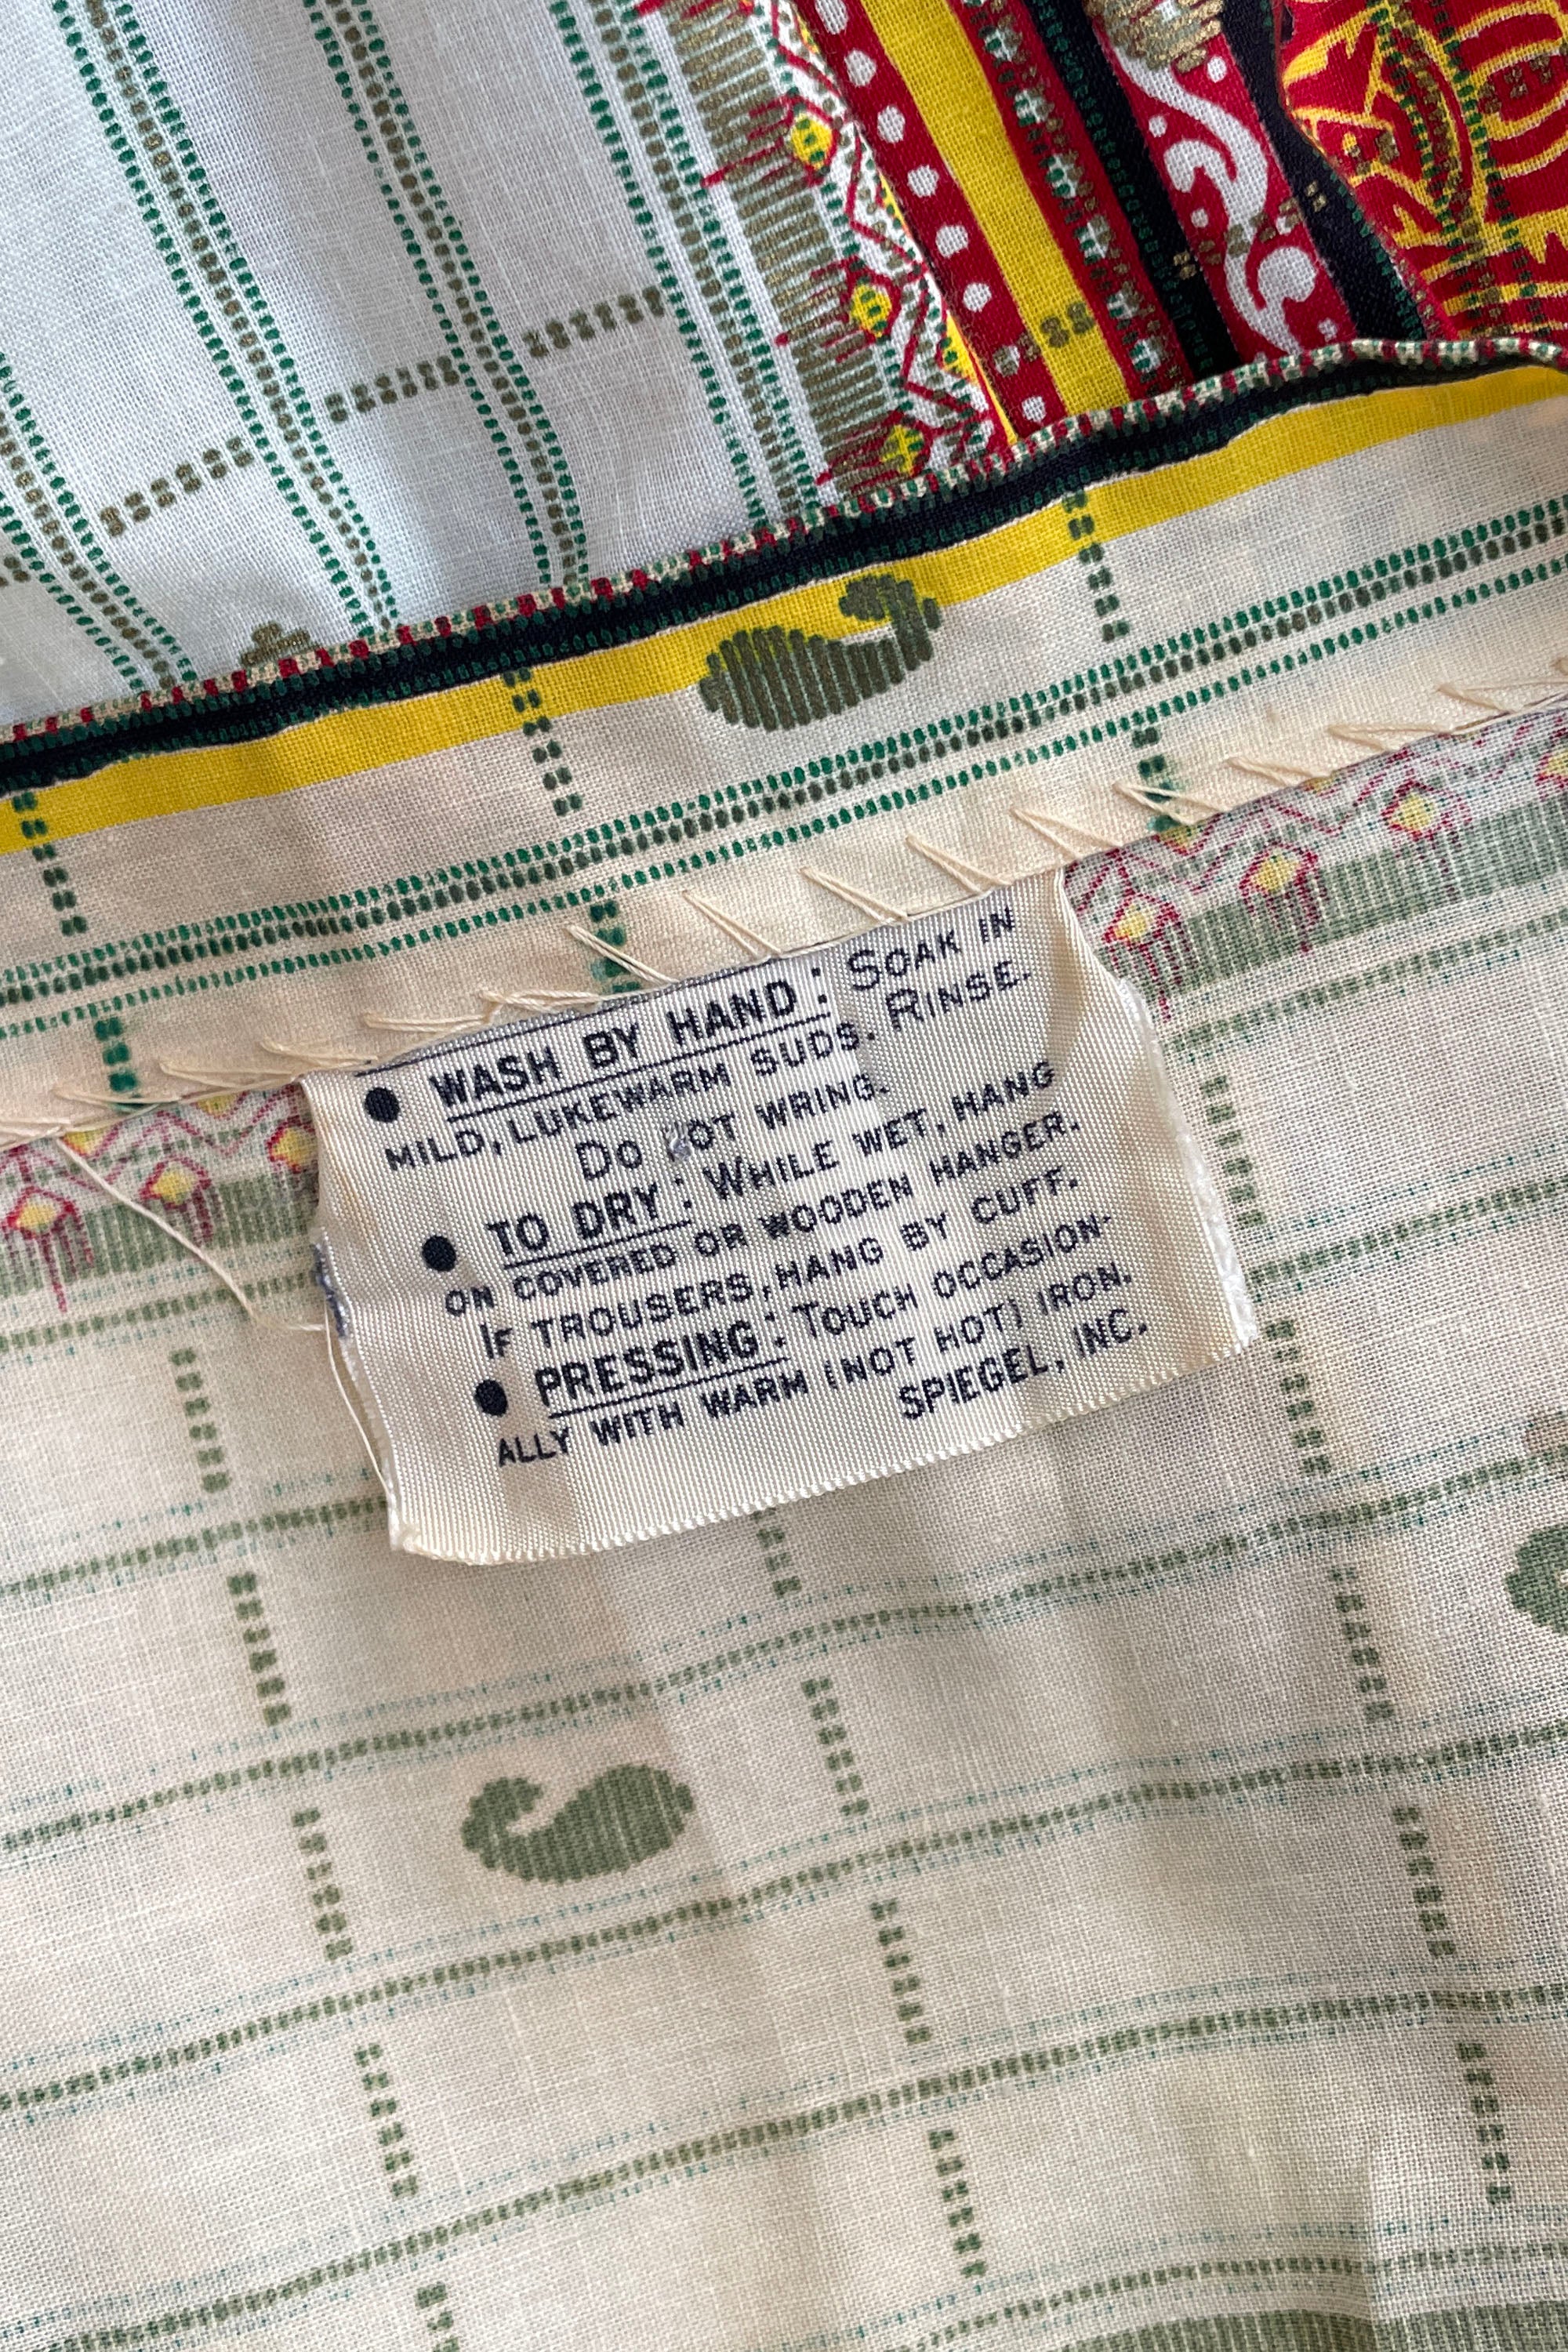 ● WASH BY HAND: SOAK IN
MILD, LUKEWARM SUDS. RINSE.
DO NOT WRING.
● TO DRY: WHILE WET, HANG
ON COVERED OR WOODEN HANGER.
IF TROUSERS, HANG BY CUFF.
● PRESSING: TOUCH OCCASION-
ALLY WITH WARM (NOT HOT) IRON.
SPIEGEL, INC.